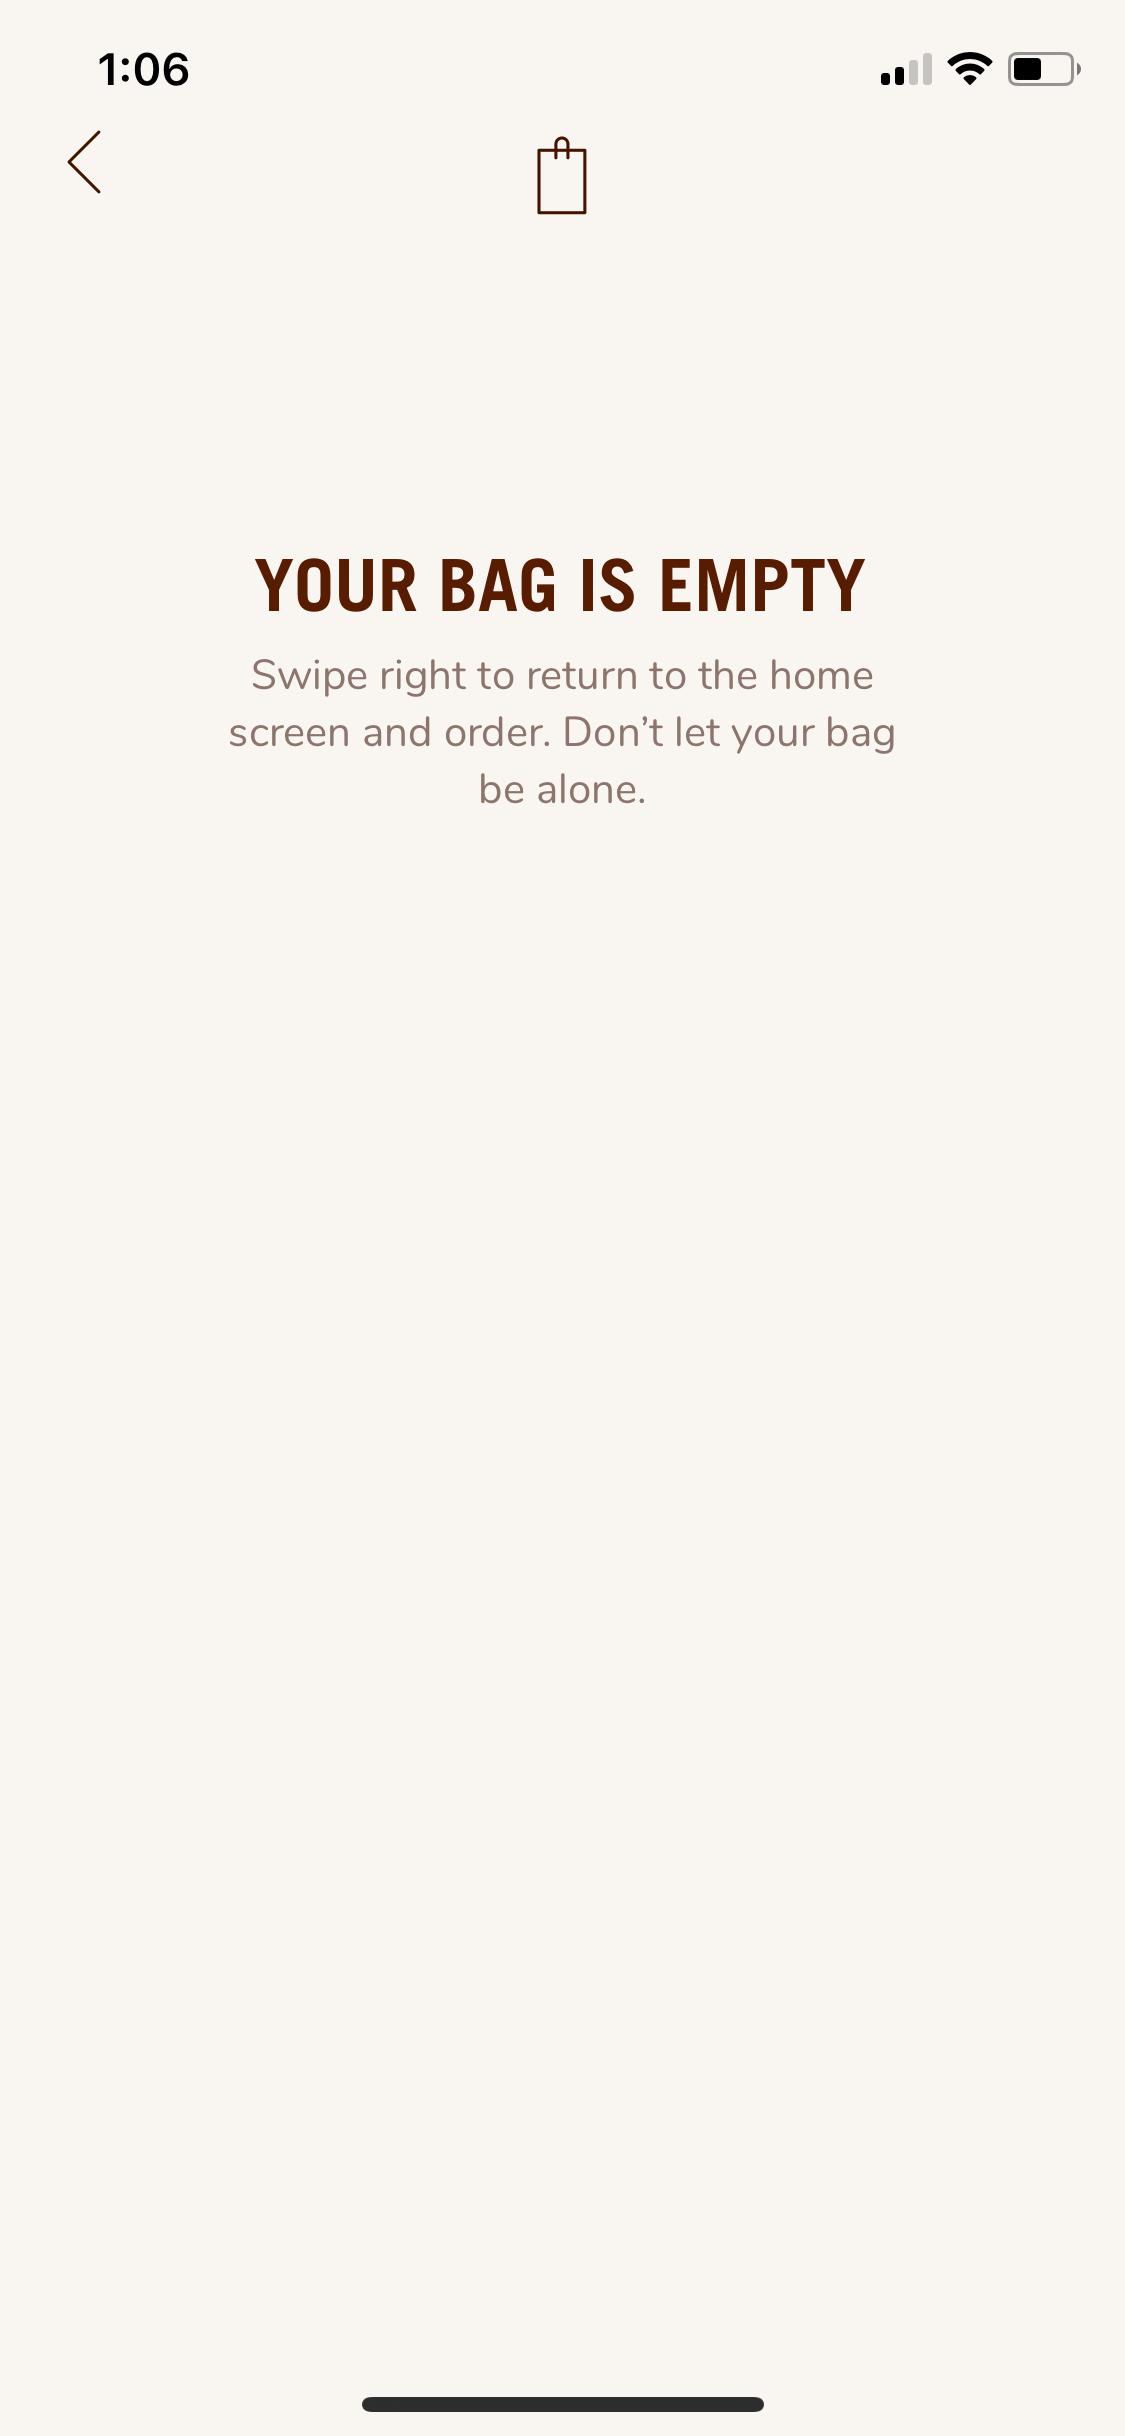 1:06
YOUR BAG IS EMPTY
Swipe right to return to the home
screen and order. Don’t let your bag
be alone.